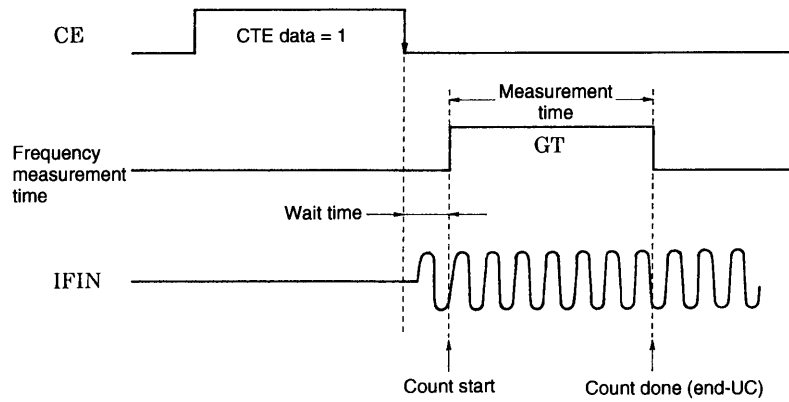 CE
CTE data = 1
Measurement
time
GT
Frequency
measurement
time
Wait time
IFIN
Count start
Count done (end-UC)